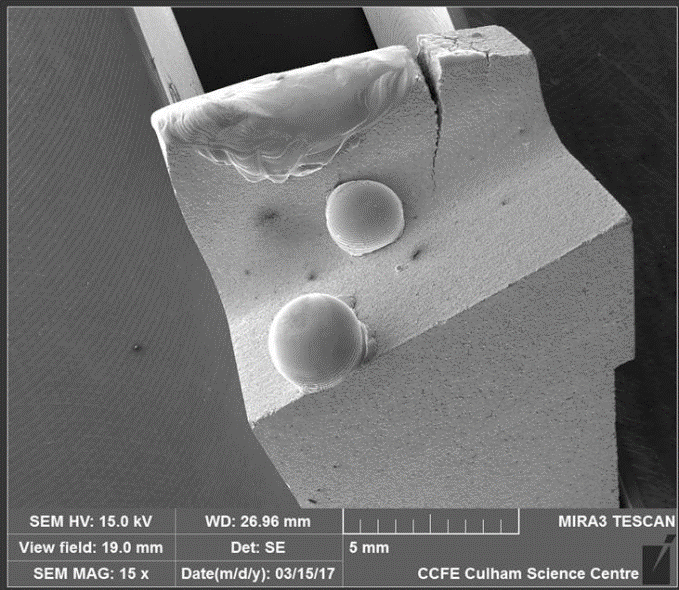 SEM HV: 15.0 kV
WD: 26.96 mm
MIRA3 TESCAN
View field: 19.0 mm
Det: SE
5 mm
SEM MAG: 15 x
Date(m/d/y): 03/15/17
CCFE Culham Science Centre